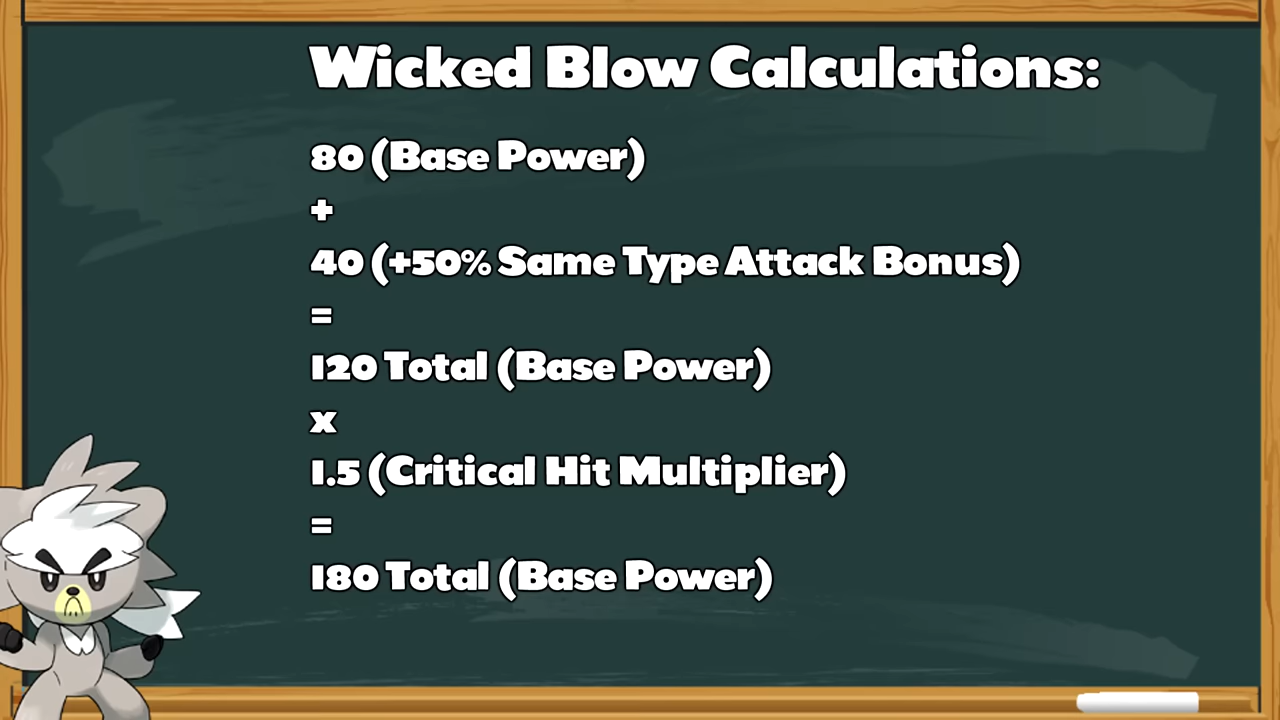 Wicked Blow Calculations:
80 (Base Power)
+
40 (+50% Same Type Attack Bonus)
=
120 Total (Base Power)
x
1.5 (Critical Hit Multiplier)
=
180 Total (Base Power)